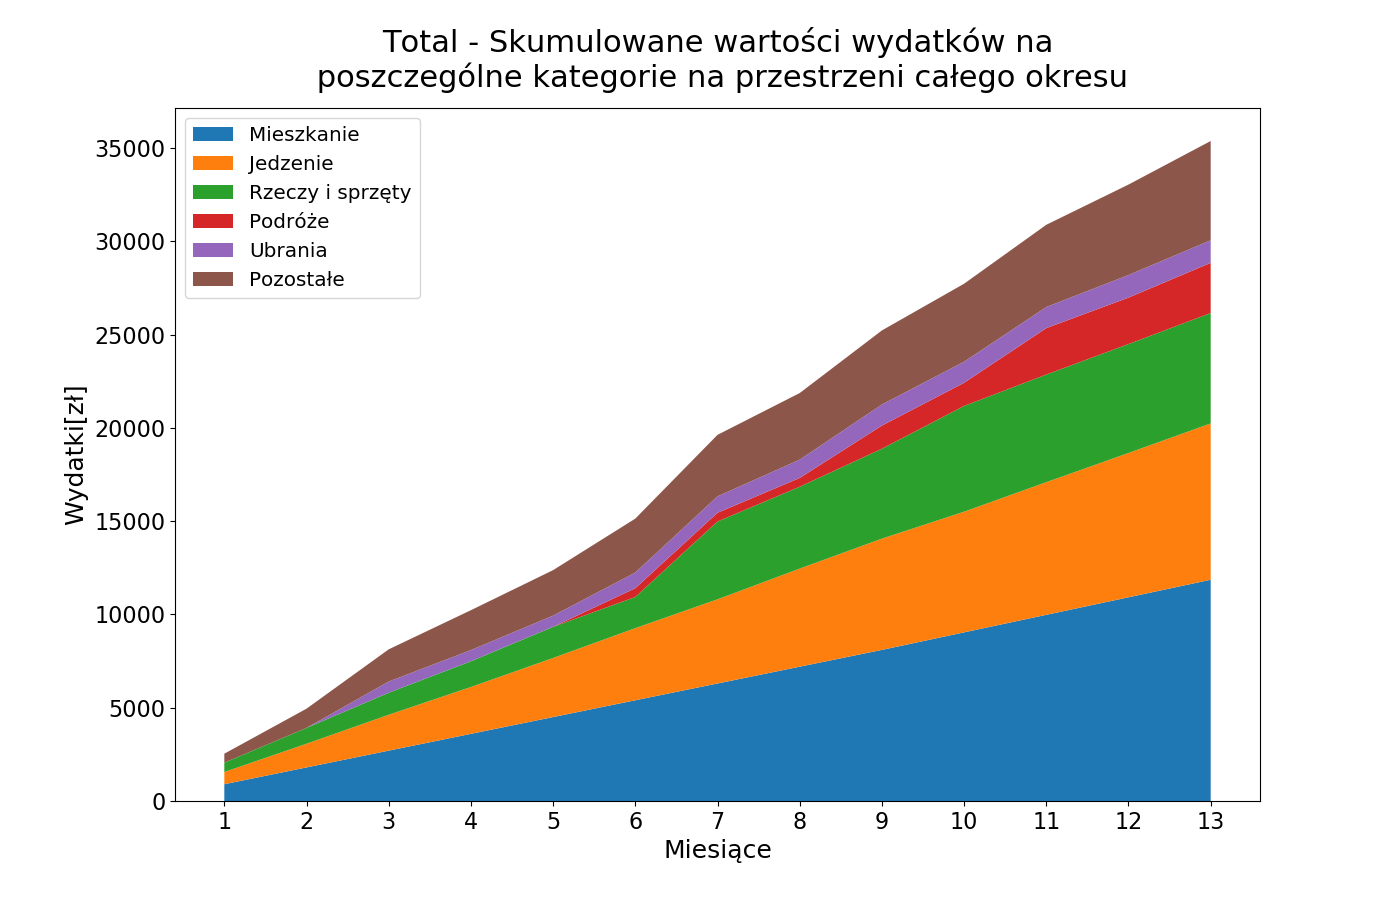 Total - Skumulowane wartości wydatków na
poszczególne kategorie na przestrzeni całego okresu
Mieszkanie
Jedzenie
Rzeczy i sprzęty
Podróże
Ubrania
Pozostałe
35000
30000
25000
20000
15000
10000
5000
0
Wydatki[zł]
1 2 3 4 5 6 7 8 9 10 11 12 13
Miesiące